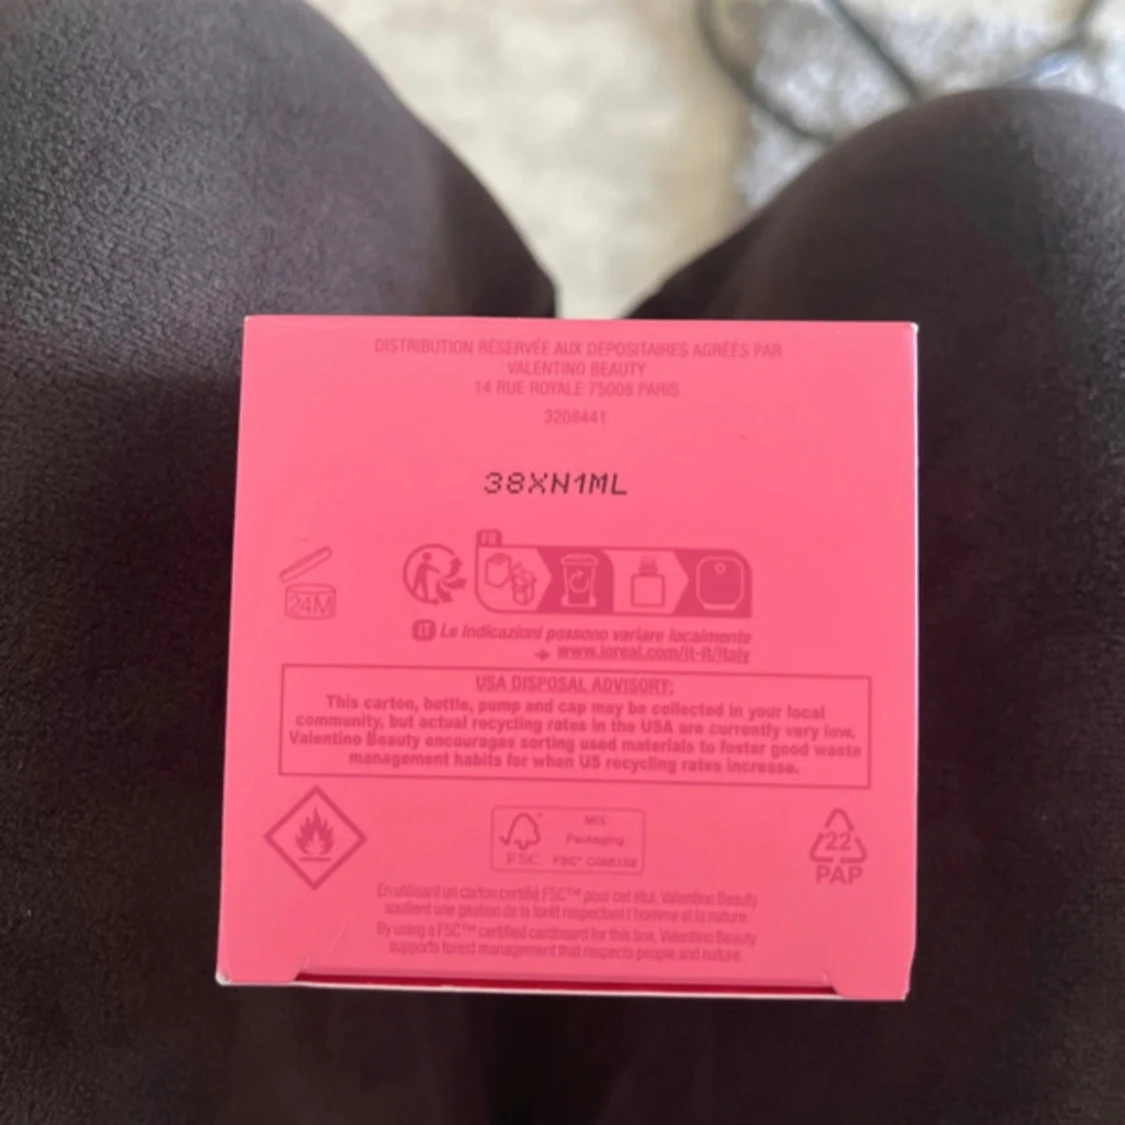 DISTRIBUTION RÉSERVÉE AUX DÉPOSITAIRES AGRÉÉS PAR
VALENTINO BEAUTY
14 RUE ROYALE 75008 PARIS
3208441
38XN1ML
FR
24M
IT Le indicazioni possono variare localmente
www.loreal.com/it-it/italy
USA DISPOSAL ADVISORY:
This carton, bottle, pump and cap may be collected in your local
community, but actual recycling rates in the USA are currently very low.
Valentino Beauty encourages sorting used materials to foster good waste
management habits for when US recycling rates increase.
MIX
Packaging
FSC FSC®
22
PAP
En utilisant un carton certifié FSC™ pour cet étui, Valentino Beauty
soutient une gestion de la forêt respectant l'homme et la nature.
By using a FSC™ certified cardboard for this box, Valentino Beauty
supports forest management that respects people and nature.